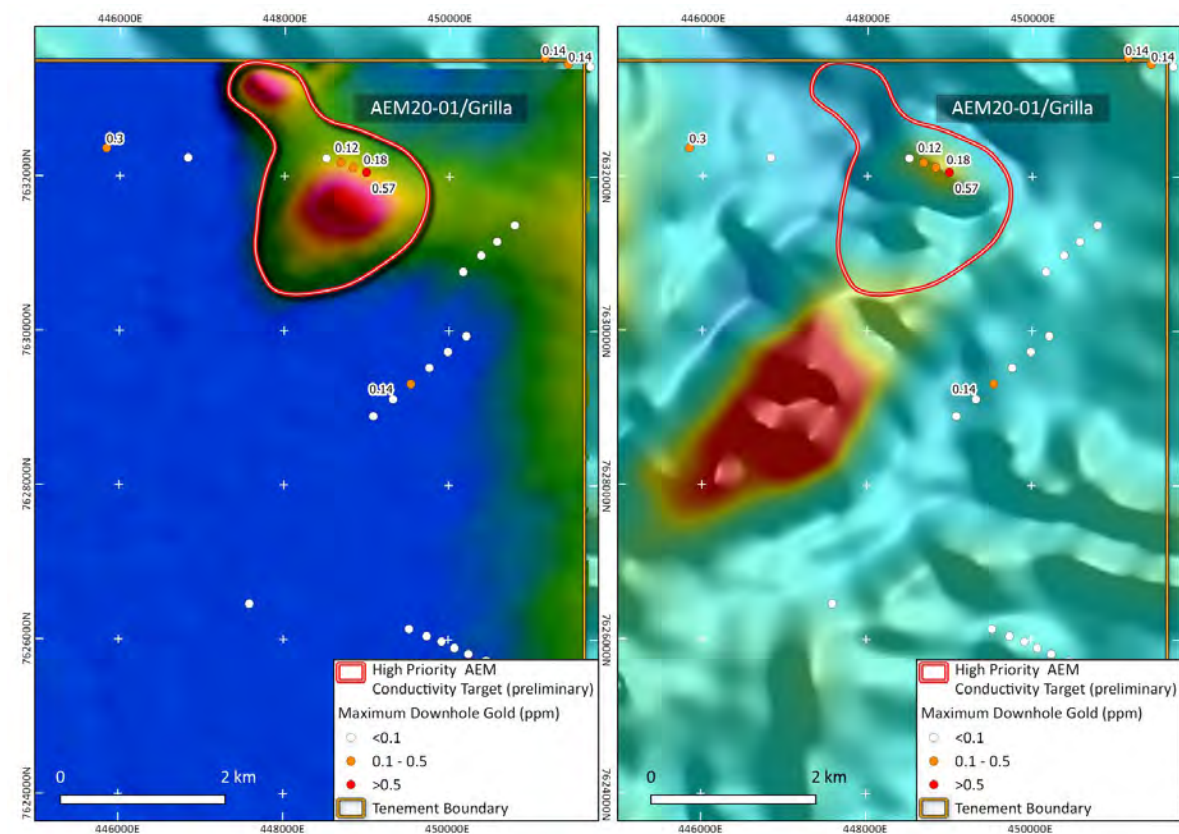 446000E 448000E 450000E
446000E 448000E 450000E
0.14
0.14
0.14
0.14
AEM20-01/Grilla
AEM20-01/Grilla
0.3
0.12
0.18
0.57
0.3
0.12
0.18
0.57
7632000N
7632000N
7630000N
7630000N
0.14
0.14
7628000N
7628000N
7626000N
7626000N
7624000N
7624000N
High Priority AEM
Conductivity Target (preliminary)
Maximum Downhole Gold (ppm)
<0.1
0.1 - 0.5
>0.5
Tenement Boundary
0 2 km
High Priority AEM
Conductivity Target (preliminary)
Maximum Downhole Gold (ppm)
<0.1
0.1 - 0.5
>0.5
Tenement Boundary
0 2 km
446000E 448000E 450000E
446000E 448000E 450000E